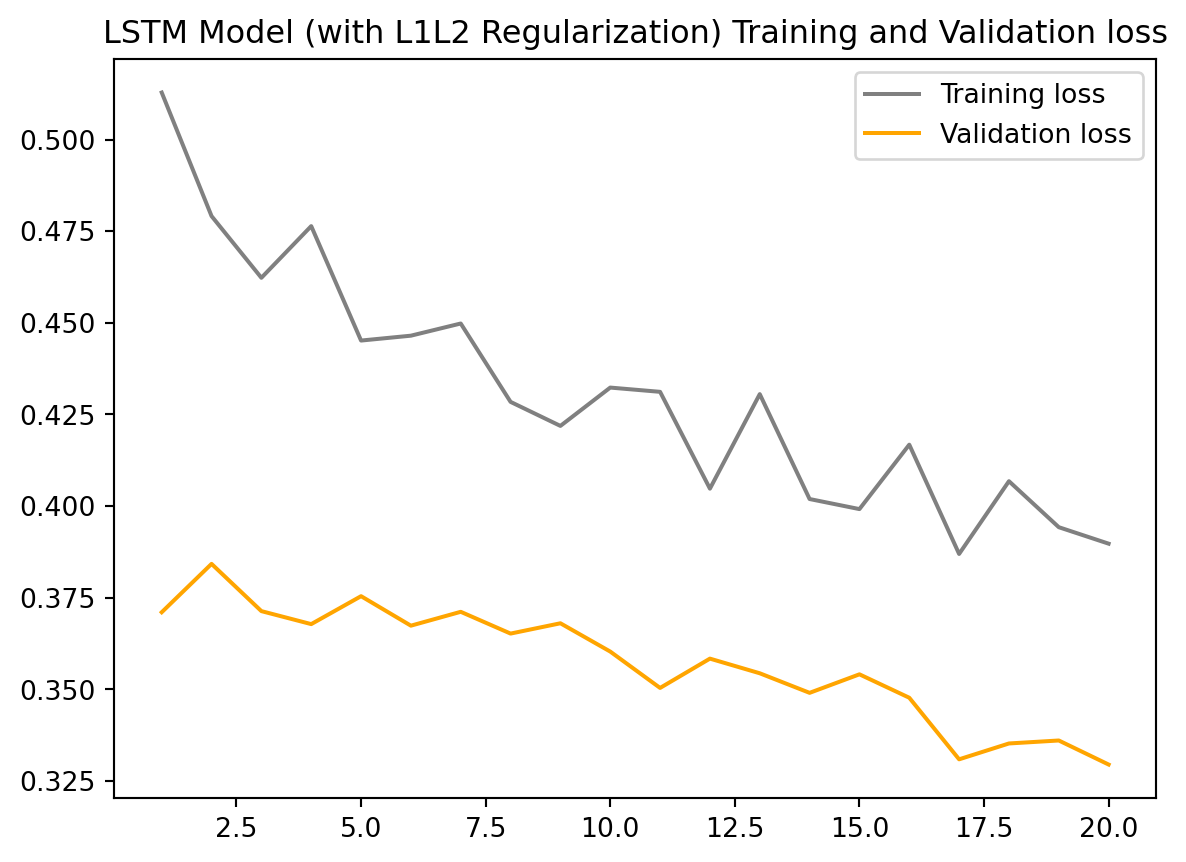 LSTM Model (with L1L2 Regularization) Training and Validation loss
Training loss
Validation loss
0.500
0.475
0.450
0.425
0.400
0.375
0.350
0.325
2.5 5.0 7.5 10.0 12.5 15.0 17.5 20.0